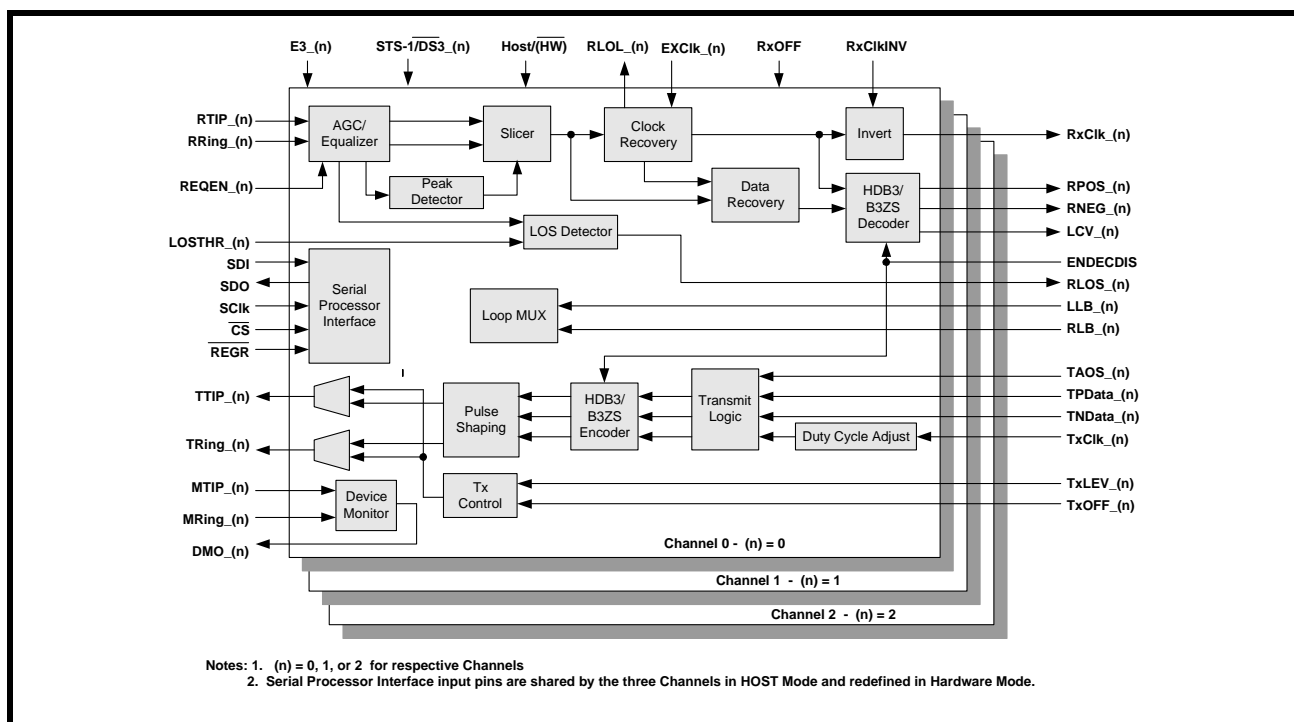 E3_(n)
STS-1/DS3_(n)
Host/(HW)
RLOL_(n)
EXClk_(n)
RxOFF
RxClkINV
RTIP_(n)
RRing_(n)
REQEN_(n)
LOSTHR_(n)
SDI
SDO
SClk
CS
REGR
TTIP_(n)
TRing_(n)
MTIP_(n)
MRing_(n)
DMO_(n)
AGC/
Equalizer
Slicer
Clock
Recovery
Invert
Peak
Detector
Data
Recovery
HDB3/
B3ZS
Decoder
LOS Detector
Serial
Processor
Interface
Loop MUX
Pulse
Shaping
HDB3/
B3ZS
Encoder
Transmit
Logic
Duty Cycle Adjust
Tx
Control
Device
Monitor
RxClk_(n)
RPOS_(n)
RNEG_(n)
LCV_(n)
ENDECDIS
RLOS_(n)
LLB_(n)
RLB_(n)
TAOS_(n)
TPData_(n)
TNData_(n)
TxClk_(n)
TxLEV_(n)
TxOFF_(n)
Channel 0 - (n) = 0
Channel 1 - (n) = 1
Channel 2 - (n) = 2
Notes: 1. (n) = 0, 1, or 2 for respective Channels
2. Serial Processor Interface input pins are shared by the three Channels in HOST Mode and redefined in Hardware Mode.